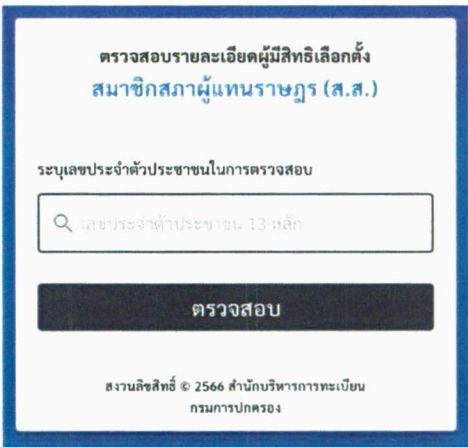 ตรวจสอบรายละเอียดผู้มีสิทธิเลือกตั้ง
สมาชิกสภาผู้แทนราษฎร (ส.ส.)
ระบุเลขประจำตัวประชาชนในการตรวจสอบ
เลขประจำตัวประชาชน 13 หลัก
ตรวจสอบ
สงวนลิขสิทธิ์ © 2566 สำนักบริหารการทะเบียน
กรมการปกครอง